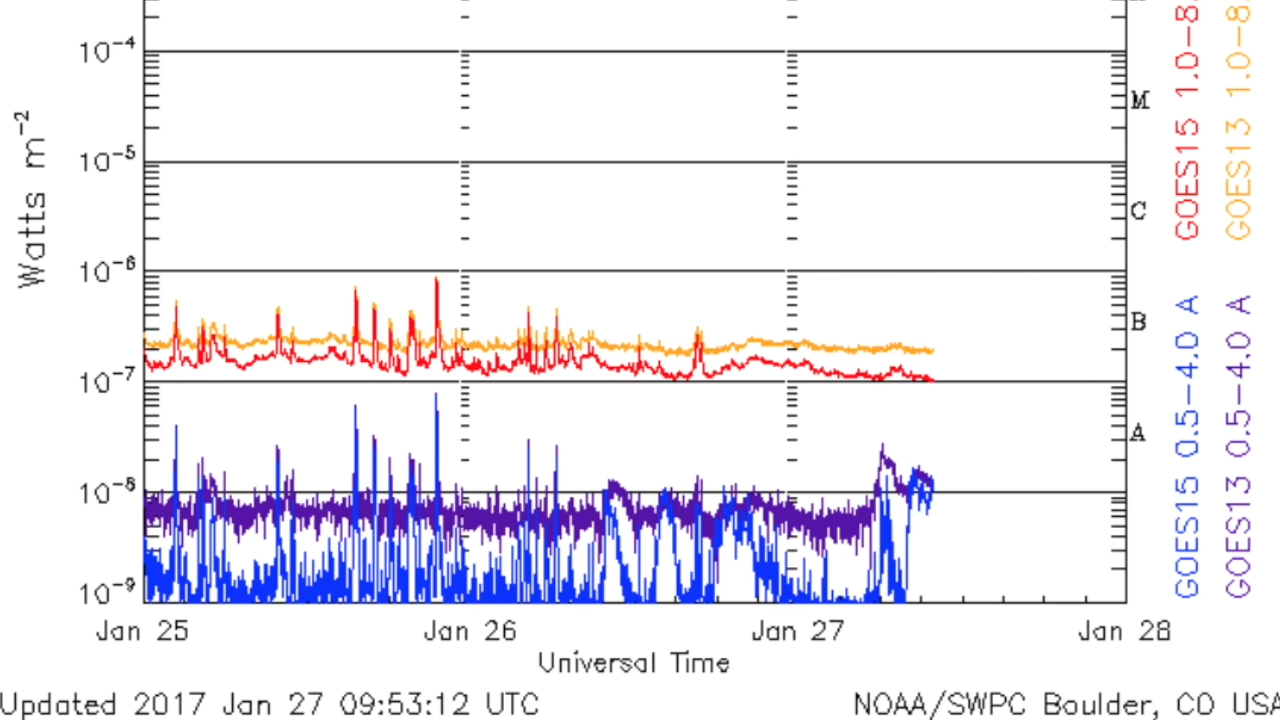 10⁻⁴
10⁻⁵
10⁻⁶
10⁻⁷
10⁻⁸
10⁻⁹
Watts m⁻²
M
C
B
A
GOES15 1.0-8.
GOES13 1.0-8.
GOES15 0.5-4.0 A
GOES13 0.5-4.0 A
Jan 25 Jan 26 Jan 27 Jan 28
Universal Time
Updated 2017 Jan 27 09:53:12 UTC NOAA/SWPC Boulder, CO USA